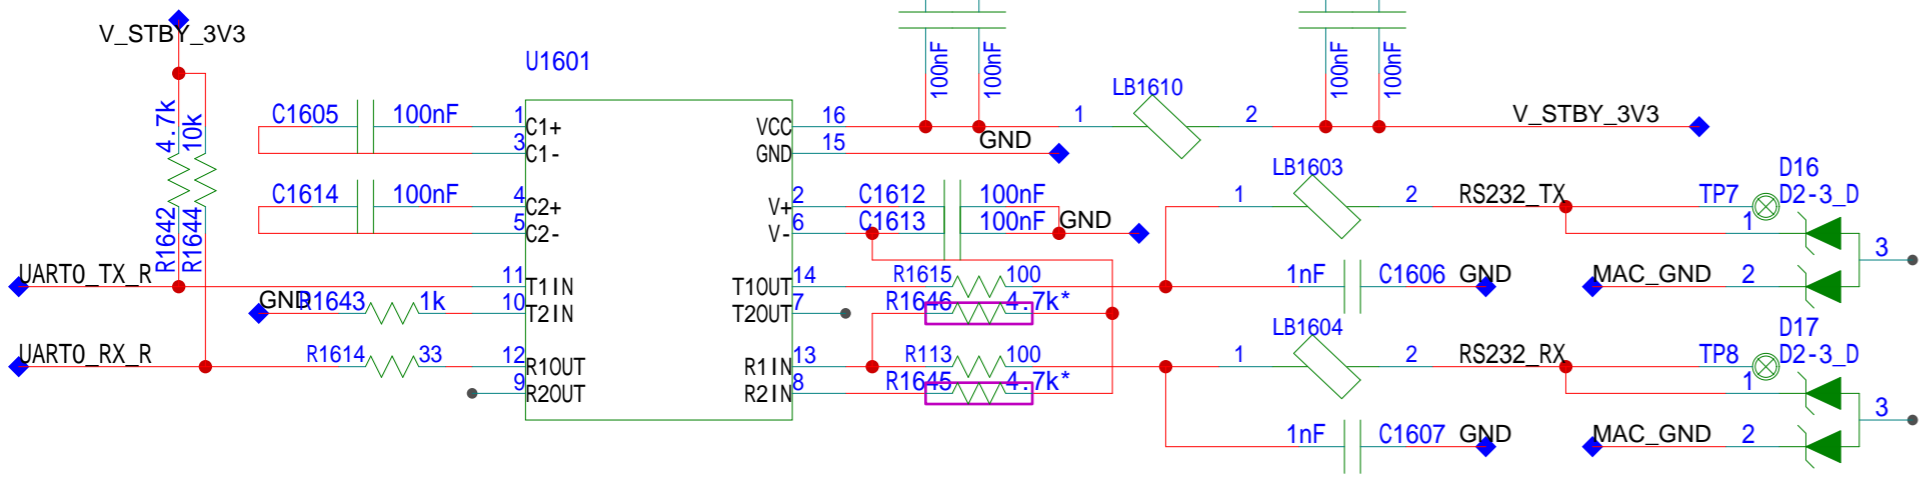 V_STBY_3V3
4.7k
10k
R1642
R1644
U1601
100nF
100nF
100nF
100nF
LB1610
1
2
V_STBY_3V3
C1605
100nF
1
C1+
3
C1-
VCC
16
GND
15
GND
C1614
100nF
4
C2+
5
C2-
V+
2
C1612
100nF
V-
6
C1613
100nF
GND
LB1603
1
2
RS232_TX
TP7
D16
D2-3_D
1
3
2
UART0_TX_R
11
T1IN
T1OUT
14
R1615
100
1nF
C1606
GND
MAC_GND
GND
R1643
1k
10
T2IN
T2OUT
7
R1646
4.7k*
LB1604
1
2
RS232_RX
TP8
D17
D2-3_D
1
3
2
UART0_RX_R
R1614
33
12
R1OUT
R1IN
13
R113
100
9
R2OUT
R2IN
8
R1645
4.7k*
1nF
C1607
GND
MAC_GND